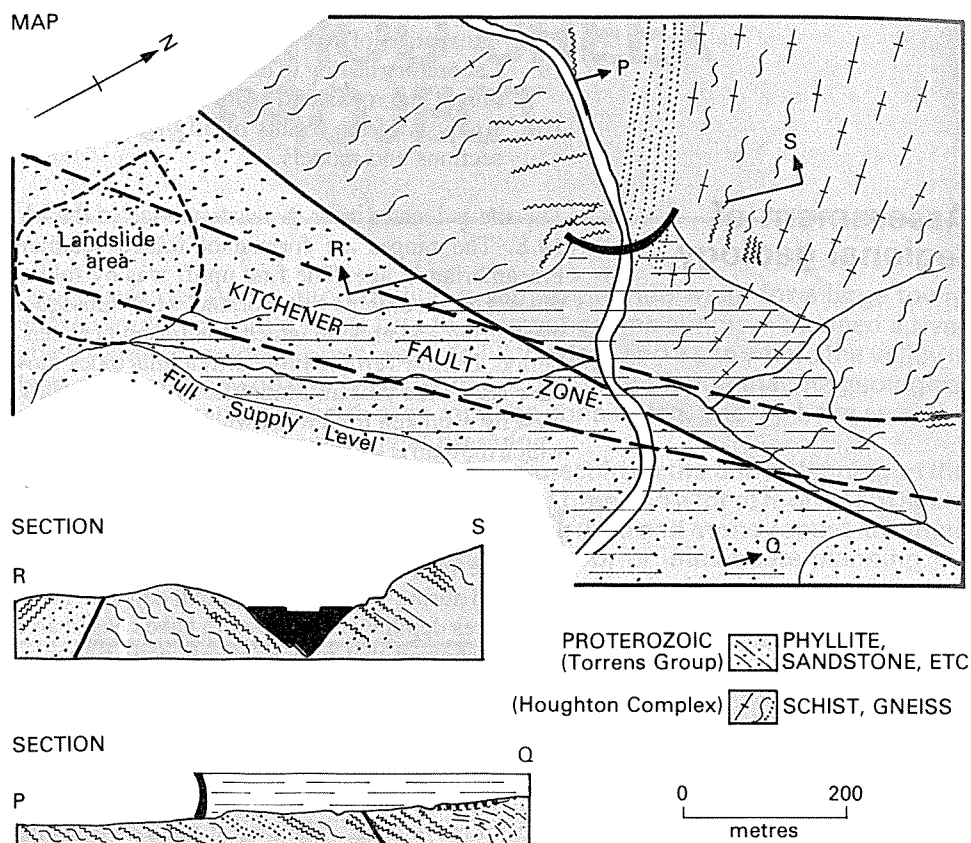 MAP
N
P
S
Landslide
area
R
KITCHENER
FAULT
ZONE
Full Supply Level
Q
SECTION
R
S
PROTEROZOIC
(Torrens Group)
PHYLLITE,
SANDSTONE, ETC
(Houghton Complex)
SCHIST, GNEISS
SECTION
P
Q
0 200
metres